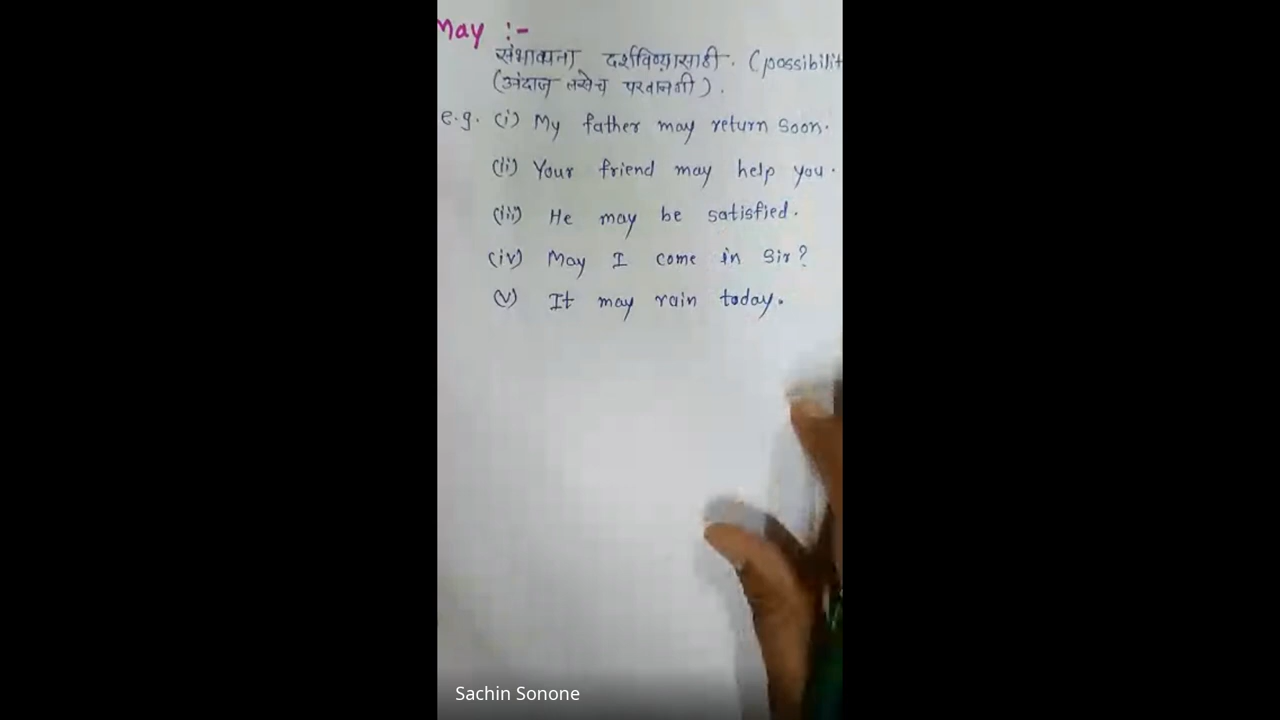 May :-
संभावना दर्शविण्यासाठी. (possibilit
(अंदाज तसेच परवानगी).
e.g. (i) My father may return soon.
(ii) Your friend may help you.
(iii) He may be satisfied.
(iv) May I come in Sir?
(v) It may rain today.
Sachin Sonone